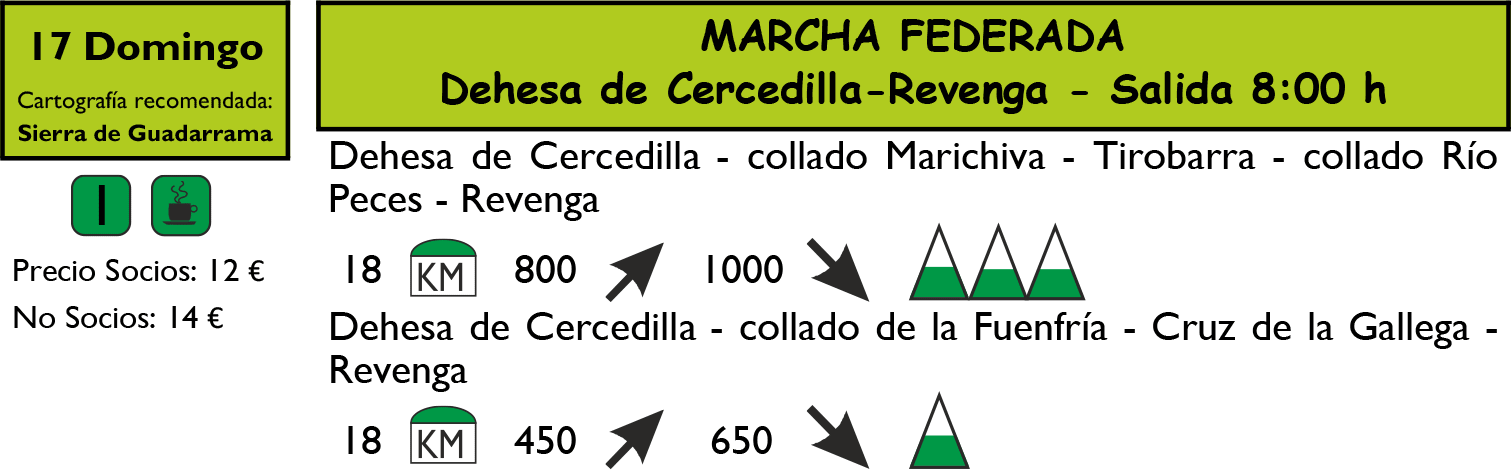 17 Domingo
Cartografía recomendada:
Sierra de Guadarrama
I
Precio Socios: 12 €
No Socios: 14 €
MARCHA FEDERADA
Dehesa de Cercedilla-Revenga - Salida 8:00 h
Dehesa de Cercedilla - collado Marichiva - Tirobarra - collado Río
Peces - Revenga
18 KM 800 1000
Dehesa de Cercedilla - collado de la Fuenfría - Cruz de la Gallega -
Revenga
18 KM 450 650